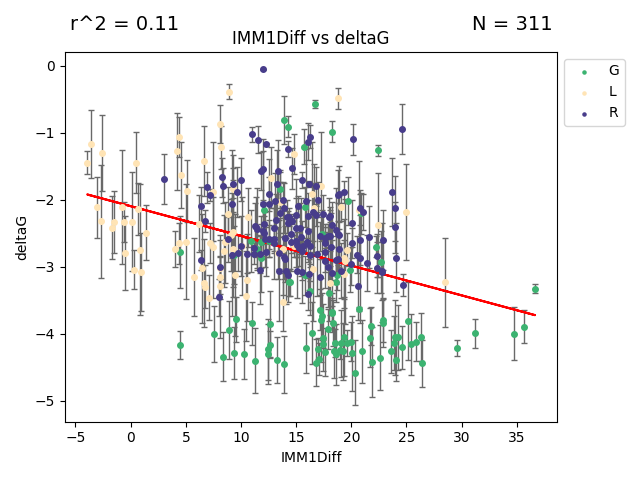 r^2 = 0.11
N = 311
IMM1Diff vs deltaG
G
L
R
0
−1
−2
−3
−4
−5
deltaG
−5
0
5
10
15
20
25
30
35
IMM1Diff